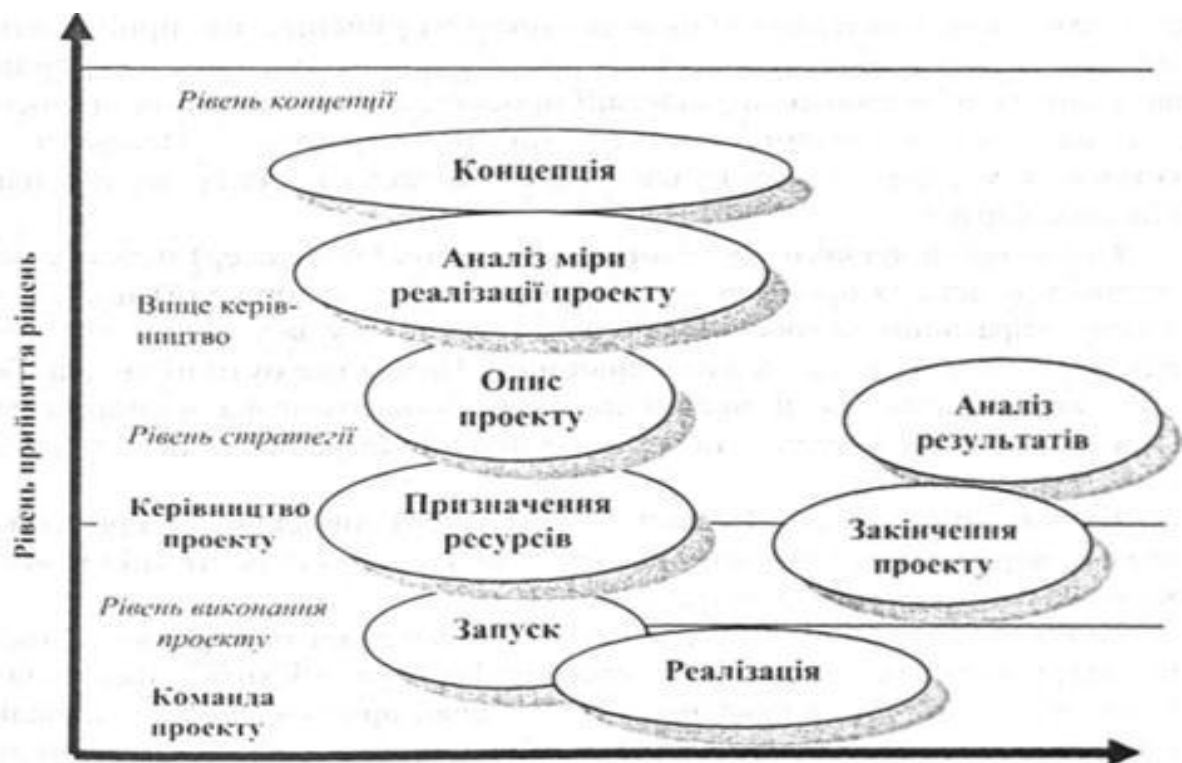 Рівень прийняття рішень
Рівень концепції
Концепція
Аналіз міри
реалізації проекту
Вище керів-
ництво
Опис
проекту
Аналіз
результатів
Рівень стратегії
Керівництво
проекту
Призначення
ресурсів
Закінчення
проекту
Рівень виконання
проекту
Запуск
Реалізація
Команда
проекту